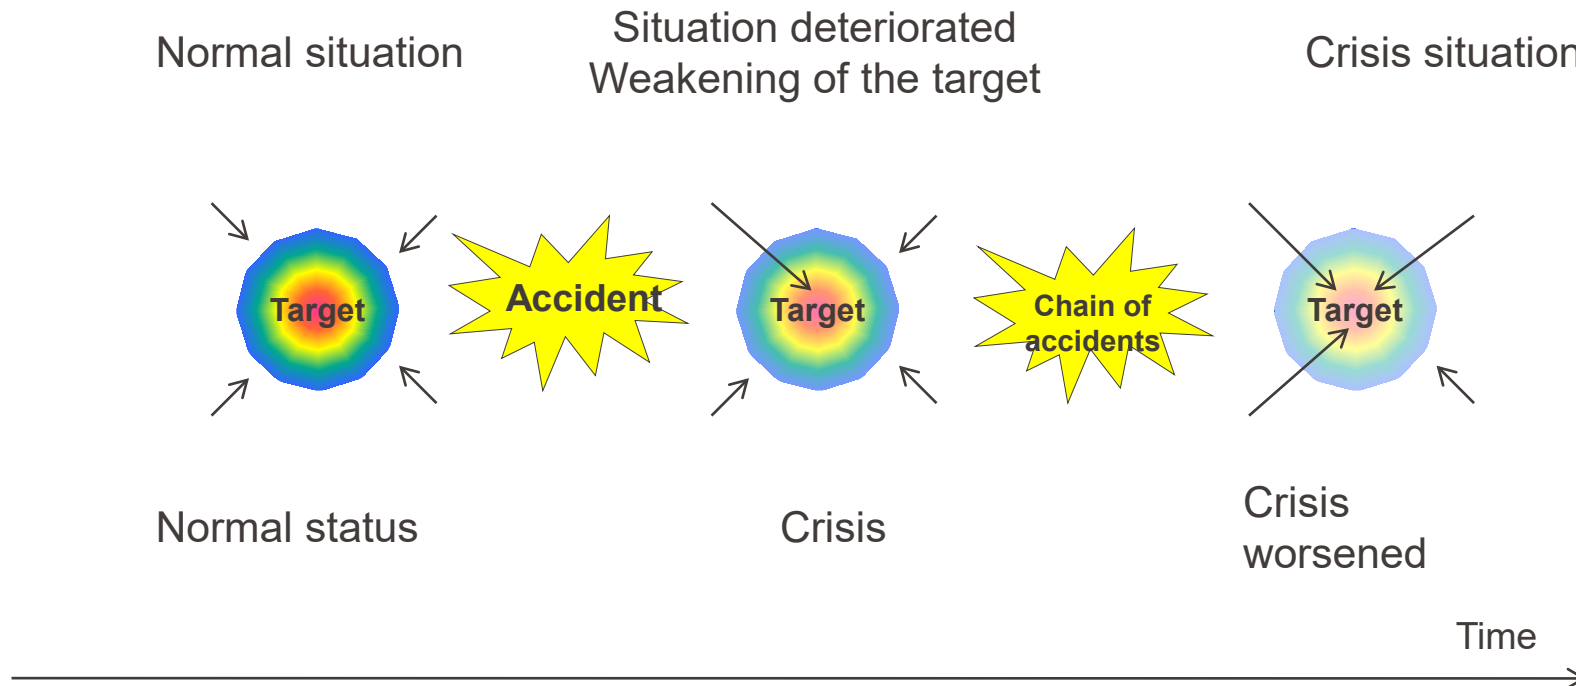 Normal situation
Situation deteriorated
Weakening of the target
Crisis situation
Target
Accident
Target
Chain of
accidents
Target
Normal status
Crisis
Crisis
worsened
Time